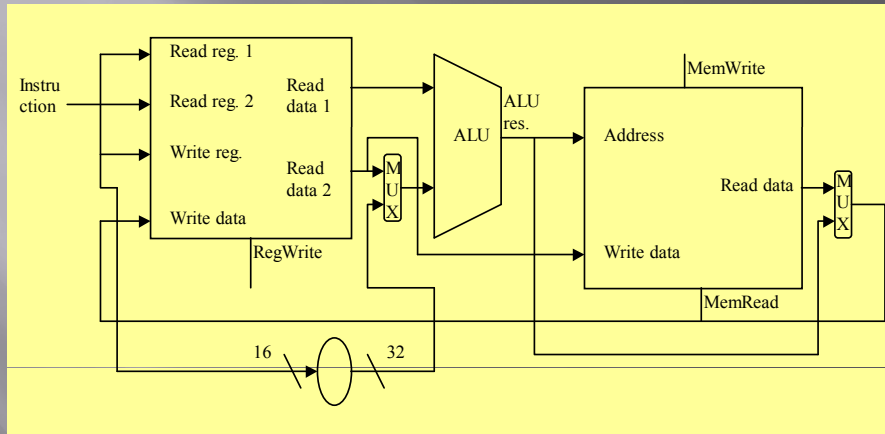 Instru
ction
Read reg. 1
Read reg. 2
Write reg.
Write data
Read
data 1
Read
data 2
RegWrite
M
U
X
ALU
ALU
res.
MemWrite
Address
Read data
Write data
MemRead
M
U
X
16
32